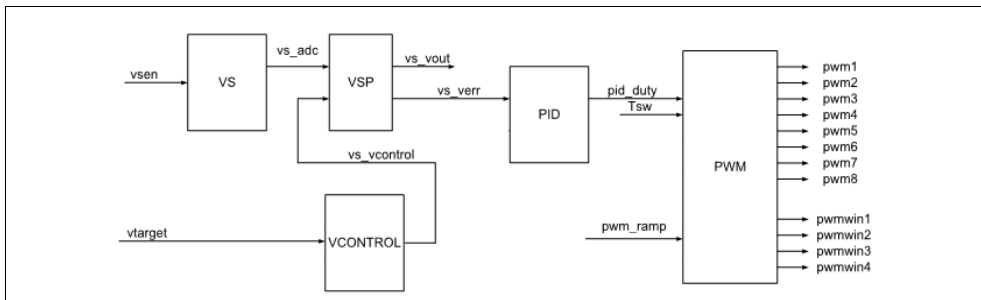 vsen
VS
vs_adc
VSP
vs_vout
vs_verr
PID
pid_duty
Tsw
PWM
pwm1
pwm2
pwm3
pwm4
pwm5
pwm6
pwm7
pwm8
vs_vcontrol
vtarget
VCONTROL
pwm_ramp
pwmwin1
pwmwin2
pwmwin3
pwmwin4